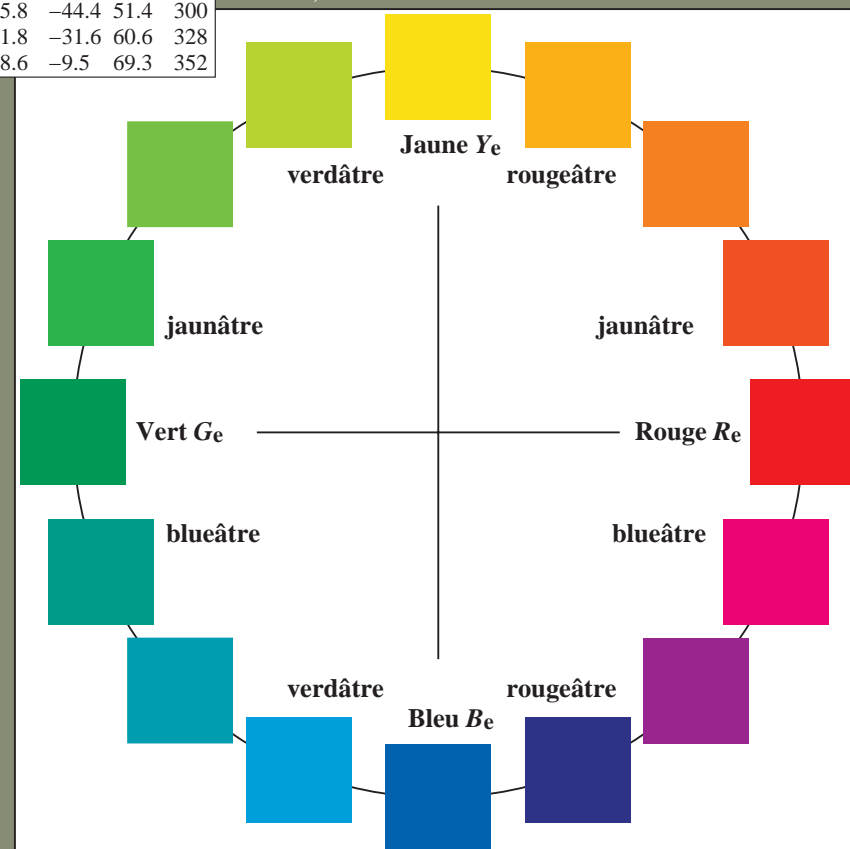 5.8 −44.4 51.4 300
1.8 −31.6 60.6 328
8.6 −9.5 69.3 352
Jaune Ye
verdâtre rougeâtre
jaunâtre jaunâtre
Vert Ge Rouge Re
blueâtre blueâtre
verdâtre rougeâtre
Bleu Be